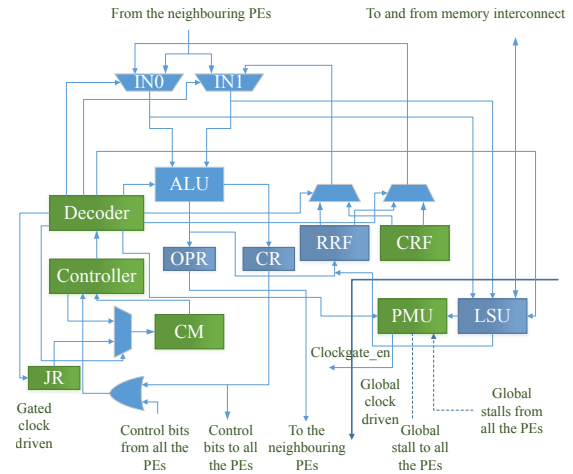 From the neighbouring PEs
To and from memory interconnect
IN0
IN1
ALU
Decoder
OPR
CR
RRF
CRF
Controller
CM
PMU
LSU
JR
Clockgate_en
Gated
clock
driven
Global
clock
driven
Control bits
from all the
PEs
Control
bits to all
the PEs
To the
neighbouring
PEs
Global
stall to all
the PEs
Global
stalls from
all the PEs